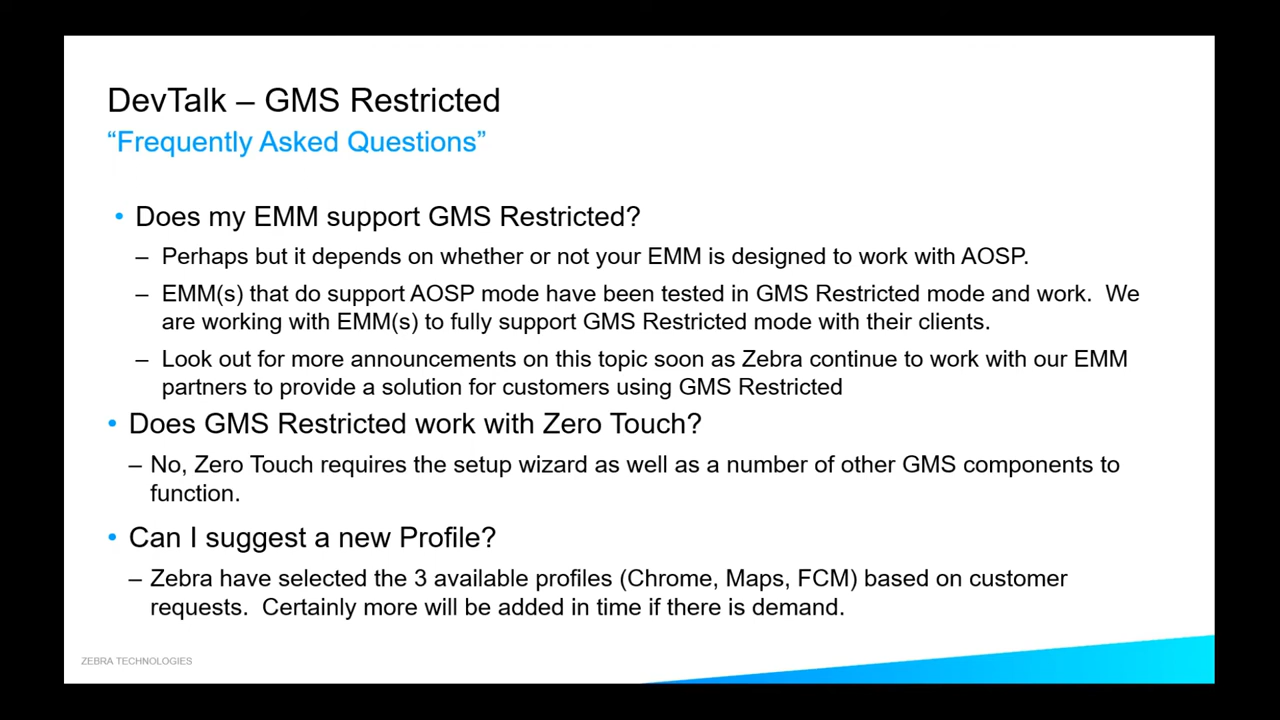 DevTalk – GMS Restricted
“Frequently Asked Questions”
• Does my EMM support GMS Restricted?
– Perhaps but it depends on whether or not your EMM is designed to work with AOSP.
– EMM(s) that do support AOSP mode have been tested in GMS Restricted mode and work.  We
are working with EMM(s) to fully support GMS Restricted mode with their clients.
– Look out for more announcements on this topic soon as Zebra continue to work with our EMM
partners to provide a solution for customers using GMS Restricted
• Does GMS Restricted work with Zero Touch?
– No, Zero Touch requires the setup wizard as well as a number of other GMS components to
function.
• Can I suggest a new Profile?
– Zebra have selected the 3 available profiles (Chrome, Maps, FCM) based on customer
requests.  Certainly more will be added in time if there is demand.
ZEBRA TECHNOLOGIES